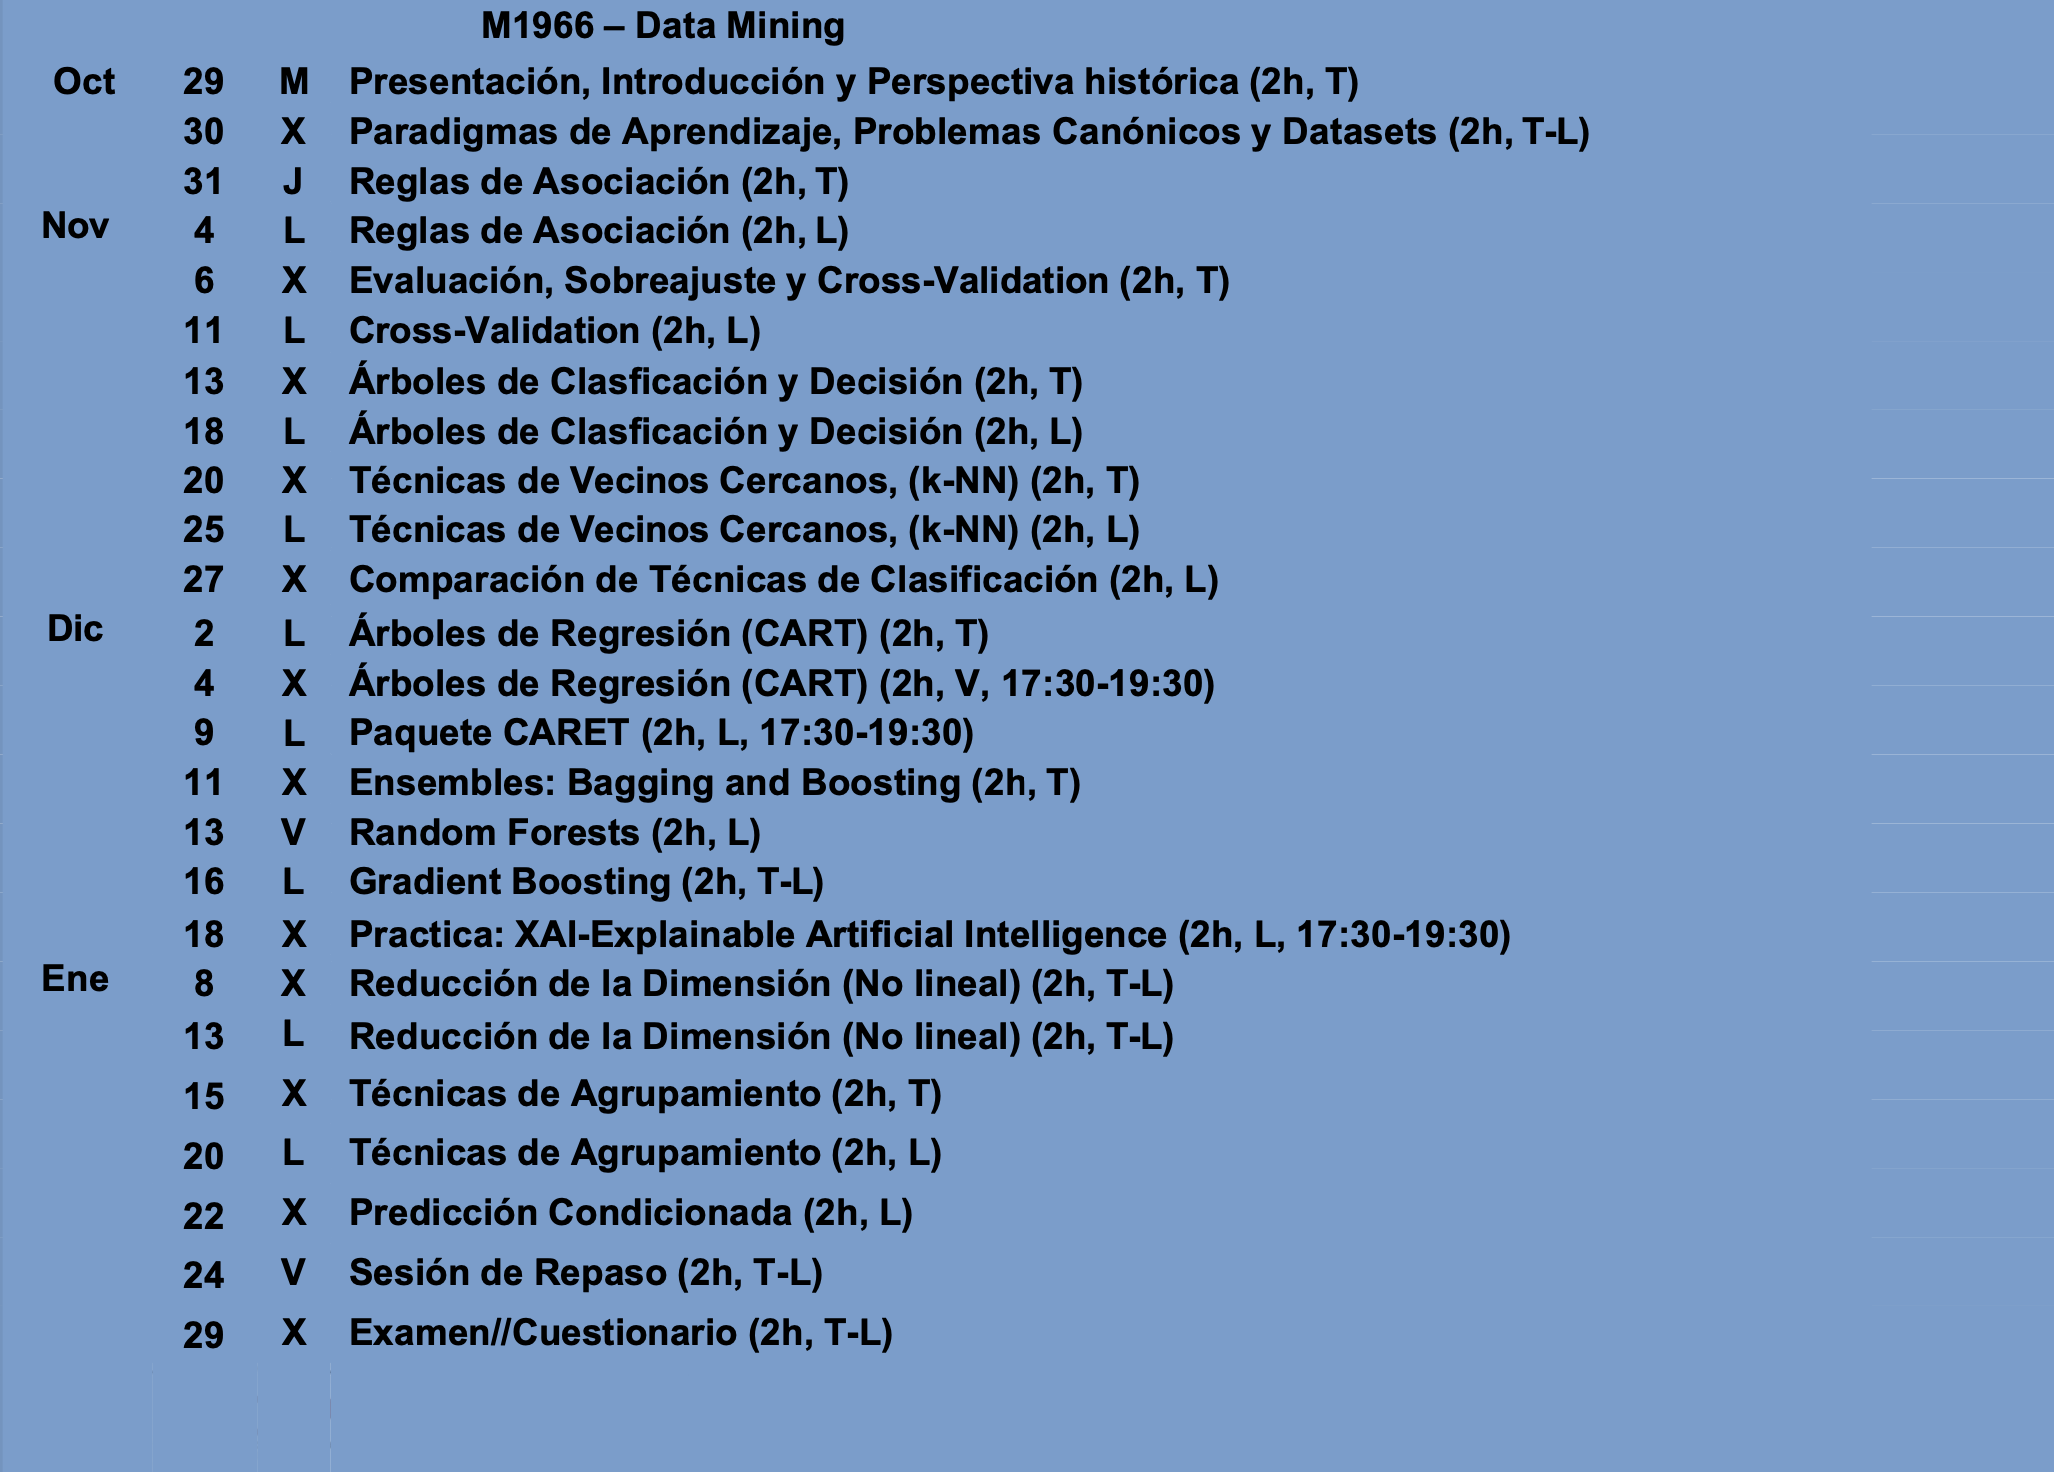 M1966 – Data Mining
Oct 29 M Presentación, Introducción y Perspectiva histórica (2h, T)
30 X Paradigmas de Aprendizaje, Problemas Canónicos y Datasets (2h, T-L)
31 J Reglas de Asociación (2h, T)
Nov 4 L Reglas de Asociación (2h, L)
6 X Evaluación, Sobreajuste y Cross-Validation (2h, T)
11 L Cross-Validation (2h, L)
13 X Árboles de Clasficación y Decisión (2h, T)
18 L Árboles de Clasficación y Decisión (2h, L)
20 X Técnicas de Vecinos Cercanos, (k-NN) (2h, T)
25 L Técnicas de Vecinos Cercanos, (k-NN) (2h, L)
27 X Comparación de Técnicas de Clasificación (2h, L)
Dic 2 L Árboles de Regresión (CART) (2h, T)
4 X Árboles de Regresión (CART) (2h, V, 17:30-19:30)
9 L Paquete CARET (2h, L, 17:30-19:30)
11 X Ensembles: Bagging and Boosting (2h, T)
13 V Random Forests (2h, L)
16 L Gradient Boosting (2h, T-L)
18 X Practica: XAI-Explainable Artificial Intelligence (2h, L, 17:30-19:30)
Ene 8 X Reducción de la Dimensión (No lineal) (2h, T-L)
13 L Reducción de la Dimensión (No lineal) (2h, T-L)
15 X Técnicas de Agrupamiento (2h, T)
20 L Técnicas de Agrupamiento (2h, L)
22 X Predicción Condicionada (2h, L)
24 V Sesión de Repaso (2h, T-L)
29 X Examen//Cuestionario (2h, T-L)